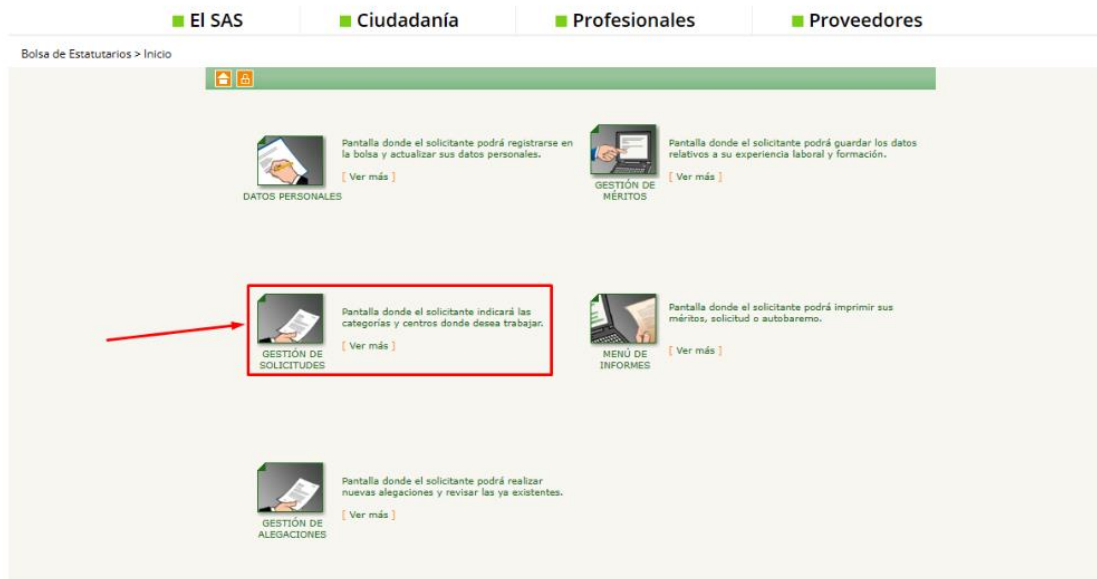 El SAS
Ciudadanía
Profesionales
Proveedores
Bolsa de Estatutarios > Inicio
Pantalla donde el solicitante podrá registrarse en
la bolsa y actualizar sus datos personales.
[ Ver más ]
DATOS PERSONALES
Pantalla donde el solicitante podrá guardar los datos
relativos a su experiencia laboral y formación.
[ Ver más ]
GESTIÓN DE
MÉRITOS
Pantalla donde el solicitante indicará las
categorías y centros donde desea trabajar.
[ Ver más ]
GESTIÓN DE
SOLICITUDES
Pantalla donde el solicitante podrá imprimir sus
méritos, solicitud o autobaremo.
[ Ver más ]
MENÚ DE
INFORMES
Pantalla donde el solicitante podrá realizar
nuevas alegaciones y revisar las ya existentes.
[ Ver más ]
GESTIÓN DE
ALEGACIONES